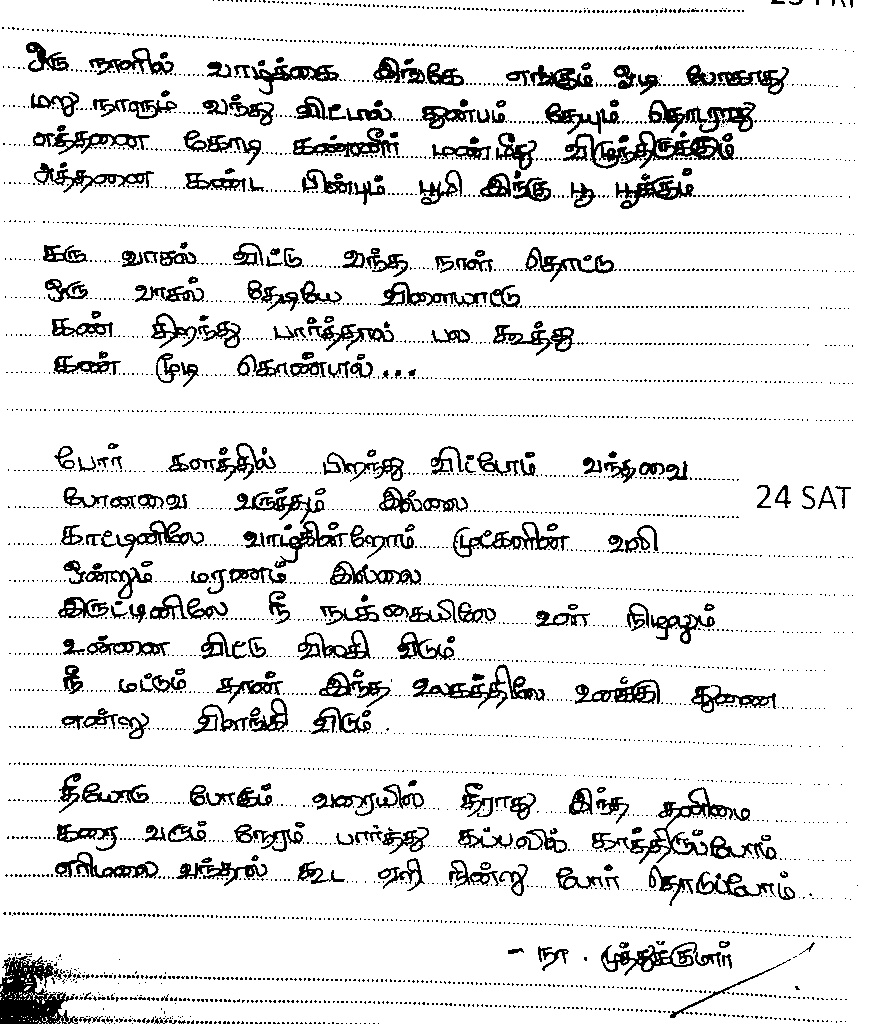 23 FRI
ஒரு நாளில் வாழ்க்கை இங்கே எங்கும் ஓடி போகாது
மறு நாளும் வந்து விட்டால் துன்பம் தேயும் தொடராது
எத்தனை கோடி கண்ணீர் மண்மீது விழுந்திருக்கும்
அத்தனை கண்ட பின்பும் பூமி இங்கு பூ பூக்கும்
கரு வாசல் விட்டு வந்த நாள் தொட்டு
ஒரு வாசல் தேடியே விளையாட்டு
கண் திறந்து பார்த்தால் பல கூத்து
கண் மூடி கொண்டால்...
போர் களத்தில் பிறந்து விட்டோம் வந்தவை
போனவை வருத்தம் இல்லை
24 SAT
காட்டினிலே வாழ்கின்றோம் முட்களின் வலி
ஒன்றும் மரணம் இல்லை
இருட்டினிலே நீ நடக்கையிலே உன் நிழலும்
உன்னை விட்டு விலகி விடும்
நீ மட்டும் தான் இந்த உலகத்திலே உனக்கு துணை
என்று விளங்கி விடும்.
தீயோடு போகும் வரையில் தீராது இந்த தனிமை
கரை வரும் நேரம் பார்த்து கப்பலில் காத்திருப்போம்
எரிமலை வந்தால் கூட ஏறி நின்று போர் தொடுப்போம்.
- நா. முத்துக்குமார்